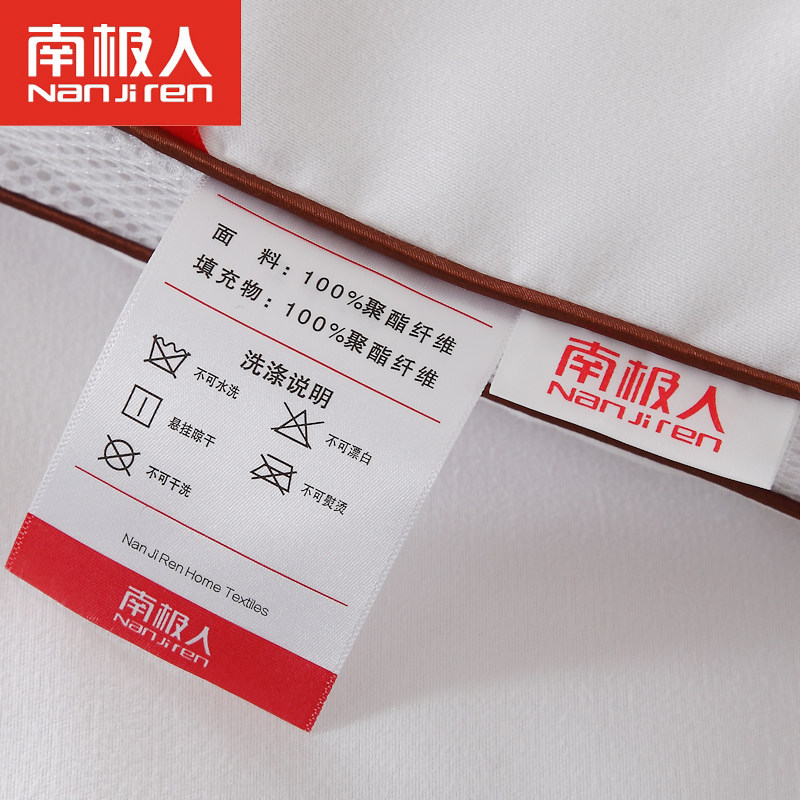 南极人
NanJiren
面 料：100%聚酯纤维
填充物：100%聚酯纤维
洗涤说明
不可水洗
不可漂白
悬挂晾干
不可熨烫
不可干洗
Nan Ji Ren Home Textiles
南极人
NanJiren
南极人
NanJiren